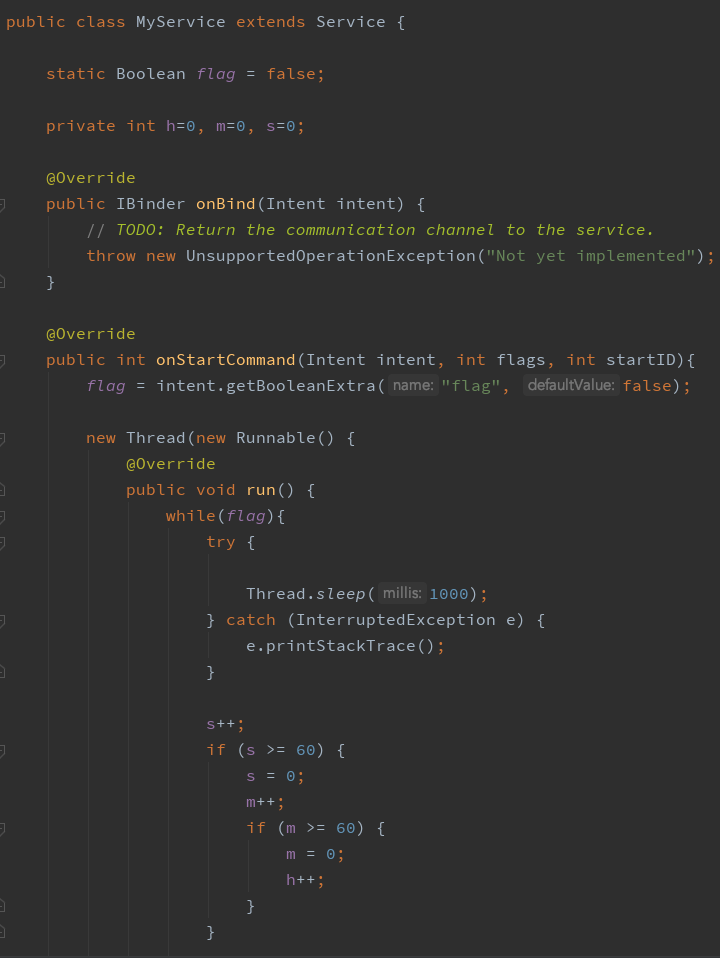 public class MyService extends Service {
static Boolean flag = false;
private int h=0, m=0, s=0;
@Override
public IBinder onBind(Intent intent) {
// TODO: Return the communication channel to the service.
throw new UnsupportedOperationException("Not yet implemented");
}
@Override
public int onStartCommand(Intent intent, int flags, int startID){
flag = intent.getBooleanExtra( name: "flag", defaultValue: false);
new Thread(new Runnable() {
@Override
public void run() {
while(flag){
try {
Thread.sleep( millis: 1000);
} catch (InterruptedException e) {
e.printStackTrace();
}
s++;
if (s >= 60) {
s = 0;
m++;
if (m >= 60) {
m = 0;
h++;
}
}